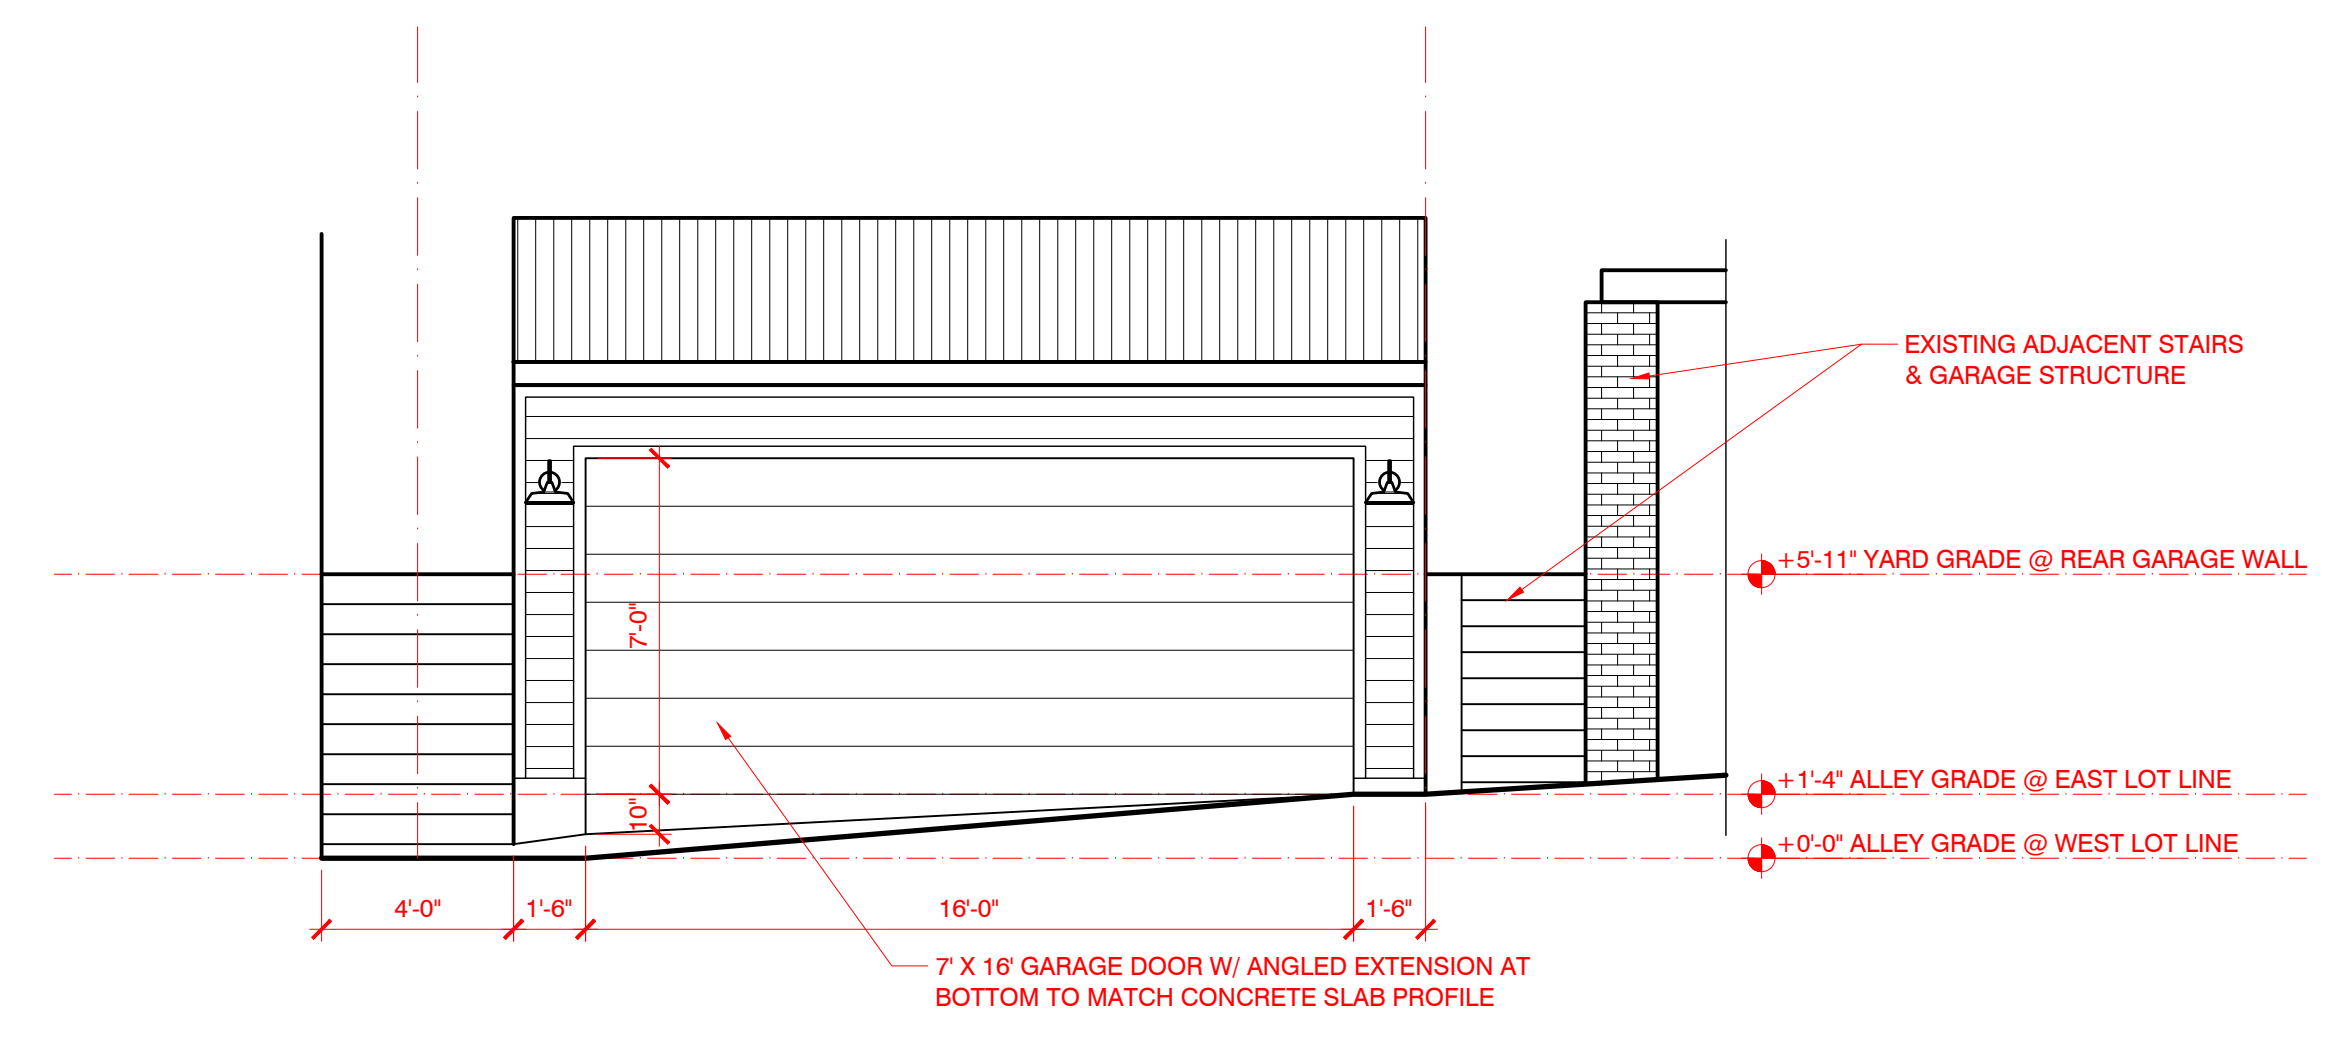 EXISTING ADJACENT STAIRS
& GARAGE STRUCTURE
+5'-11" YARD GRADE @ REAR GARAGE WALL
7'-0"
+1'-4" ALLEY GRADE @ EAST LOT LINE
10"
+0'-0" ALLEY GRADE @ WEST LOT LINE
4'-0"
1'-6"
16'-0"
1'-6"
7' X 16' GARAGE DOOR W/ ANGLED EXTENSION AT
BOTTOM TO MATCH CONCRETE SLAB PROFILE